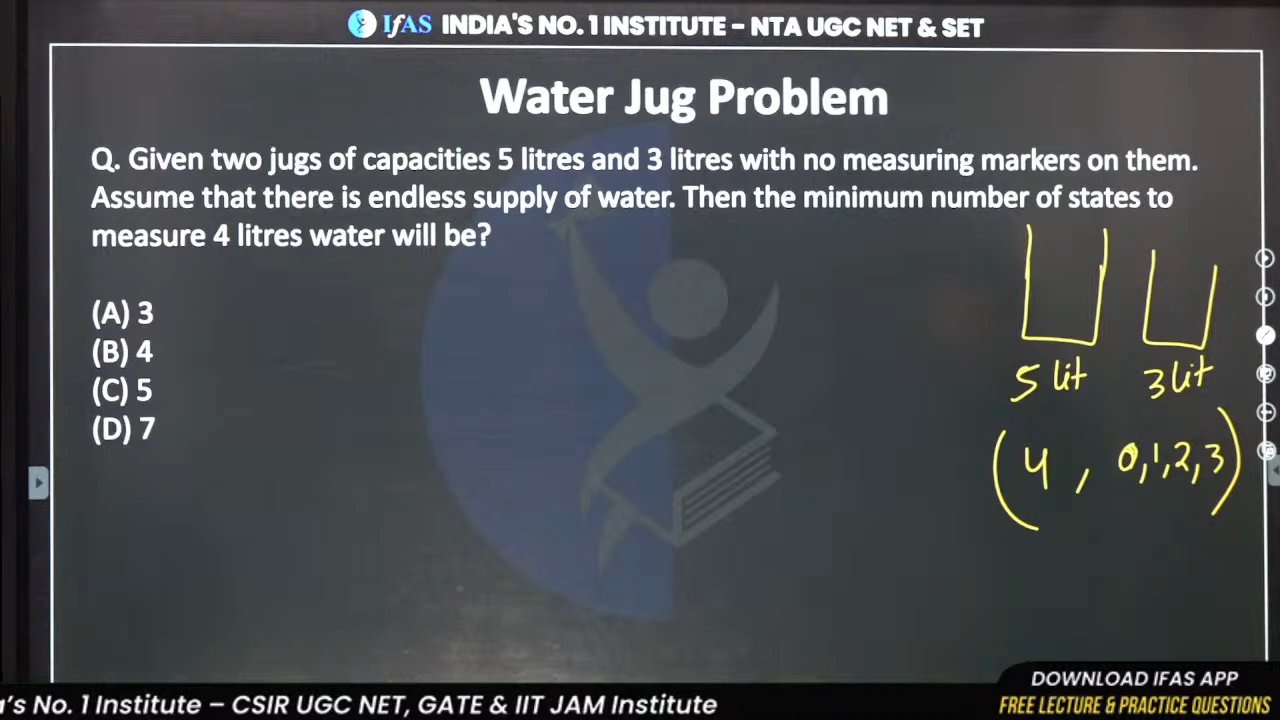 IfAS INDIA'S NO. 1 INSTITUTE – NTA UGC NET & SET
Water Jug Problem
Q. Given two jugs of capacities 5 litres and 3 litres with no measuring markers on them.
Assume that there is endless supply of water. Then the minimum number of states to
measure 4 litres water will be?
(A) 3
(B) 4
(C) 5
(D) 7
5 lit 3 lit
(4, 0,1,2,3)
DOWNLOAD IFAS APP
FREE LECTURE & PRACTICE QUESTIONS
a's No. 1 Institute – CSIR UGC NET, GATE & IIT JAM Institute